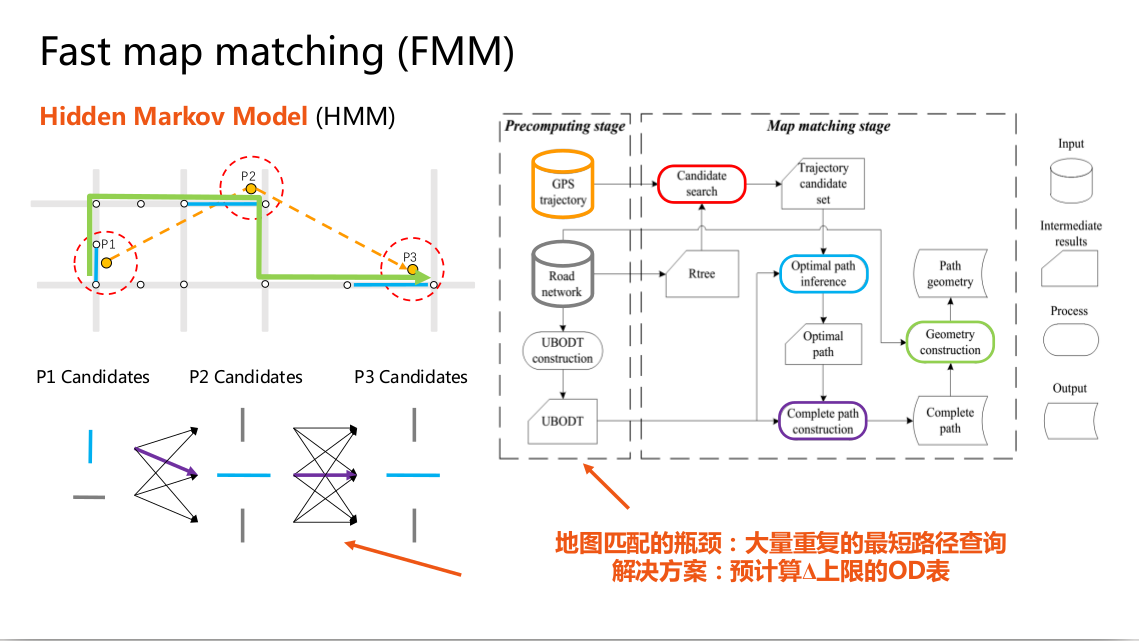 Fast map matching (FMM)
Hidden Markov Model (HMM)
P2
P1
P3
P1 Candidates
P2 Candidates
P3 Candidates
Precomputing stage
Map matching stage
GPS
trajectory
Candidate
search
Trajectory
candidate
set
Road
network
Rtree
Optimal path
inference
Path
geometry
UBODT
construction
Optimal
path
Geometry
construction
UBODT
Complete path
construction
Complete
path
Input
Intermediate
results
Process
Output
地图匹配的瓶颈：大量重复的最短路径查询
解决方案：预计算Δ上限的OD表